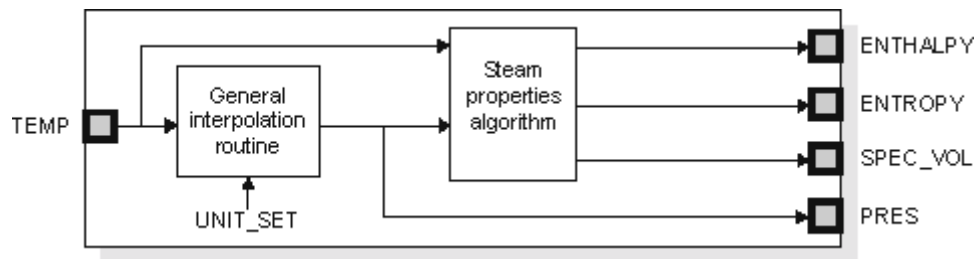 TEMP
General
interpolation
routine
UNIT_SET
Steam
properties
algorithm
ENTHALPY
ENTROPY
SPEC_VOL
PRES